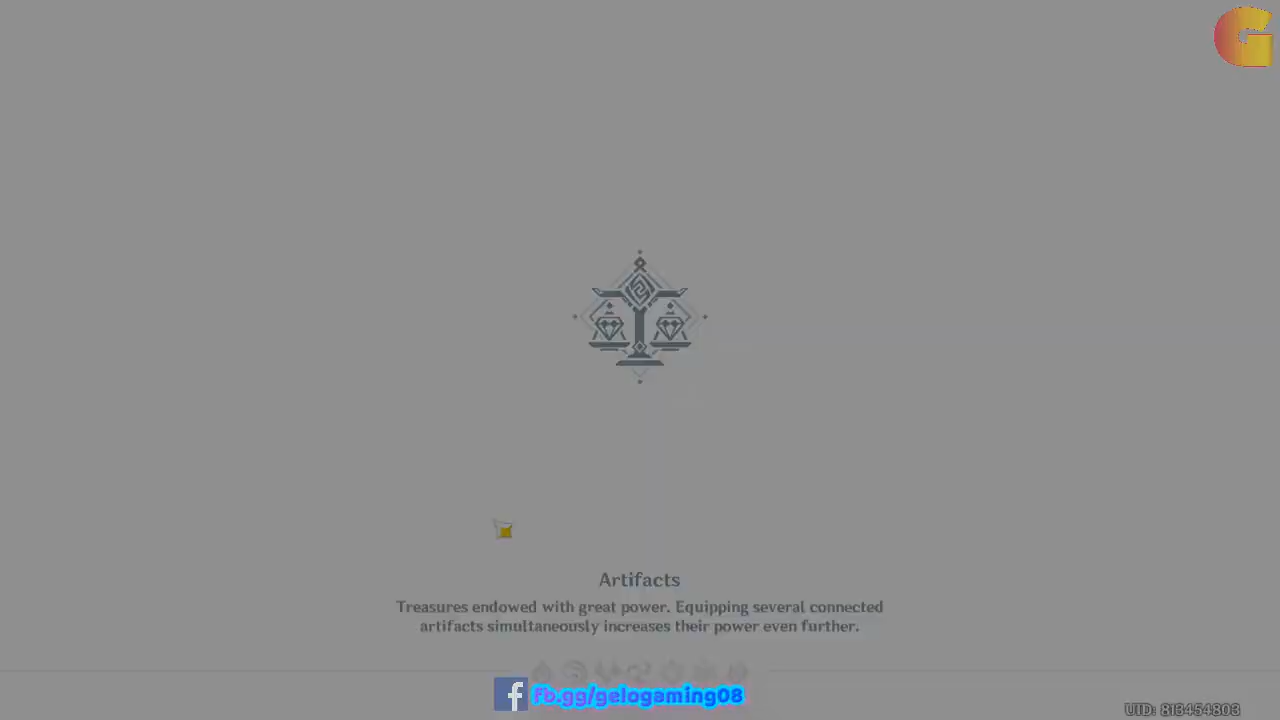 G
Artifacts
Treasures endowed with great power. Equipping several connected
artifacts simultaneously increases their power even further.
f Fb.gg/gelogaming08
UID: 813454803